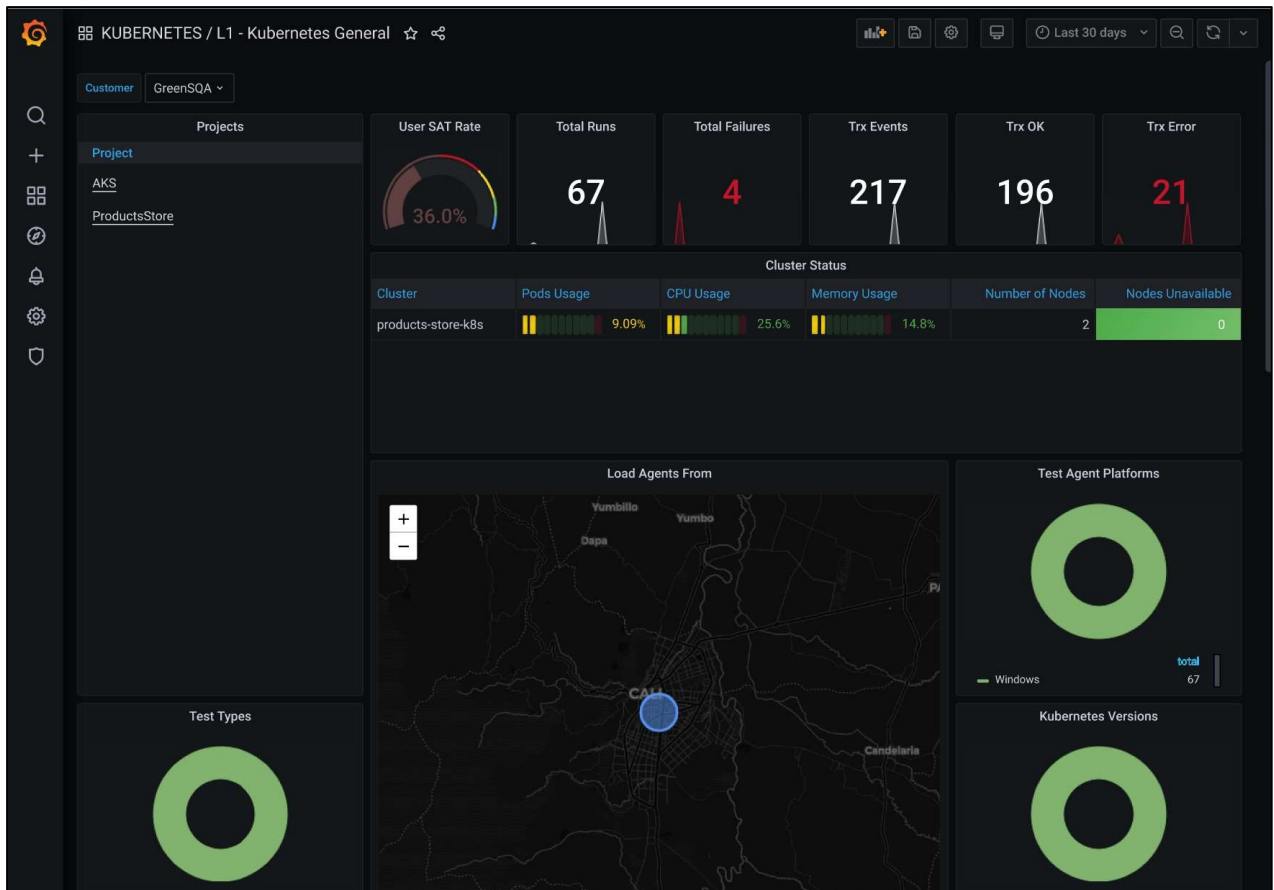 KUBERNETES / L1 - Kubernetes General
Last 30 days
Customer
GreenSQA
Projects
Project
AKS
ProductsStore
User SAT Rate
36.0%
Total Runs
67
Total Failures
4
Trx Events
217
Trx OK
196
Trx Error
21
Cluster Status
Cluster Pods Usage CPU Usage Memory Usage Number of Nodes Nodes Unavailable
products-store-k8s 9.09% 25.6% 14.8% 2 0
Load Agents From
+
−
Yumbillo
Yumbo
Dapa
CALI
Candelaria
Test Agent Platforms
total
Windows 67
Test Types
Kubernetes Versions